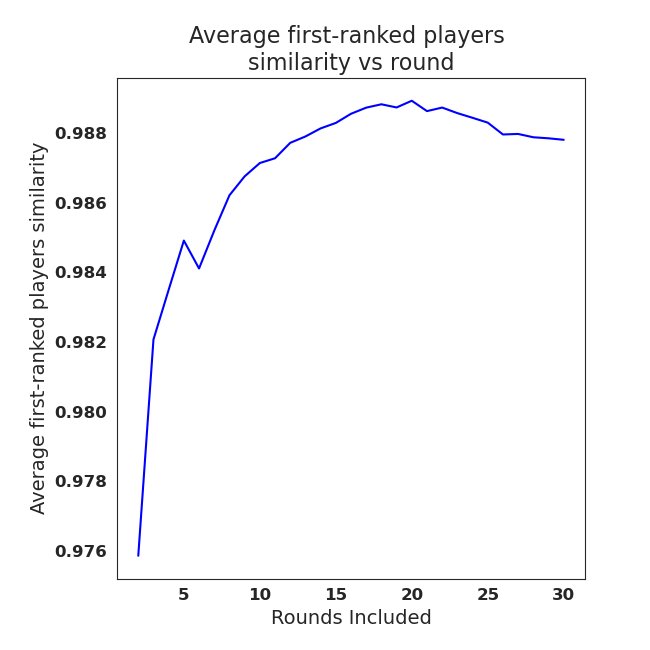 Average first-ranked players
similarity vs round
Average first-ranked players similarity
0.988
0.986
0.984
0.982
0.980
0.978
0.976
5 10 15 20 25 30
Rounds Included